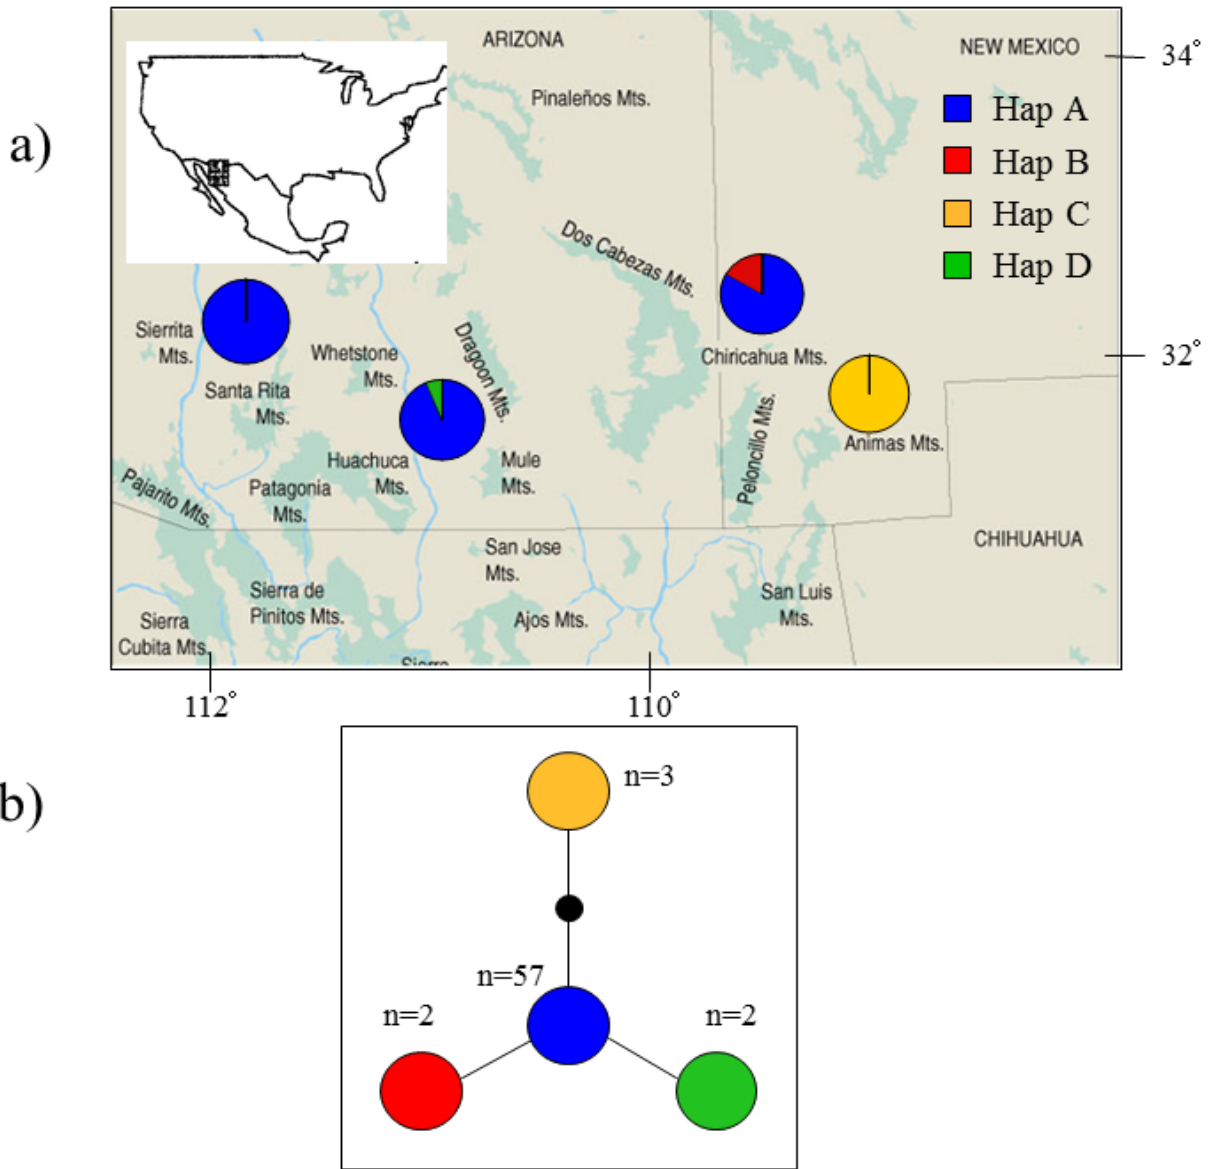 a)
ARIZONA
NEW MEXICO
34°
Pinaleños Mts.
Hap A
Hap B
Hap C
Hap D
Dos Cabezas Mts.
Sierrita
Mts.
Whetstone
Mts.
Dragoon Mts.
Chiricahua Mts.
32°
Santa Rita
Mts.
Huachuca
Mts.
Mule
Mts.
Peloncillo Mts.
Animas Mts.
Pajarito Mts.
Patagonia
Mts.
San Jose
Mts.
CHIHUAHUA
Sierra de
Pinitos Mts.
Sierra
Cubita Mts.
Ajos Mts.
San Luis
Mts.
Sierra
112°
110°
b)
n=3
n=57
n=2
n=2